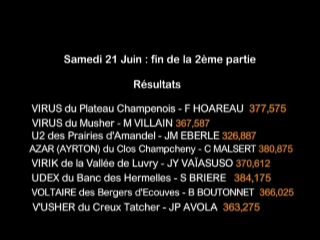 Samedi 21 Juin : fin de la 2ème partie
Résultats
VIRUS du Plateau Champenois - F HOAREAU 377,575
VIRUS du Musher - M VILLAIN 367,587
U2 des Prairies d'Amandel - JM EBERLE 326,887
AZAR (AYRTON) du Clos Champcheny - C MALSERT 380,875
VIRIK de la Vallée de Luvry - JY VAÏASUSO 370,612
UDEX du Banc des Hermelles - S BRIERE 384,175
VOLTAIRE des Bergers d'Ecouves - B BOUTONNET 366,025
V'USHER du Creux Tatcher - JP AVOLA 363,275